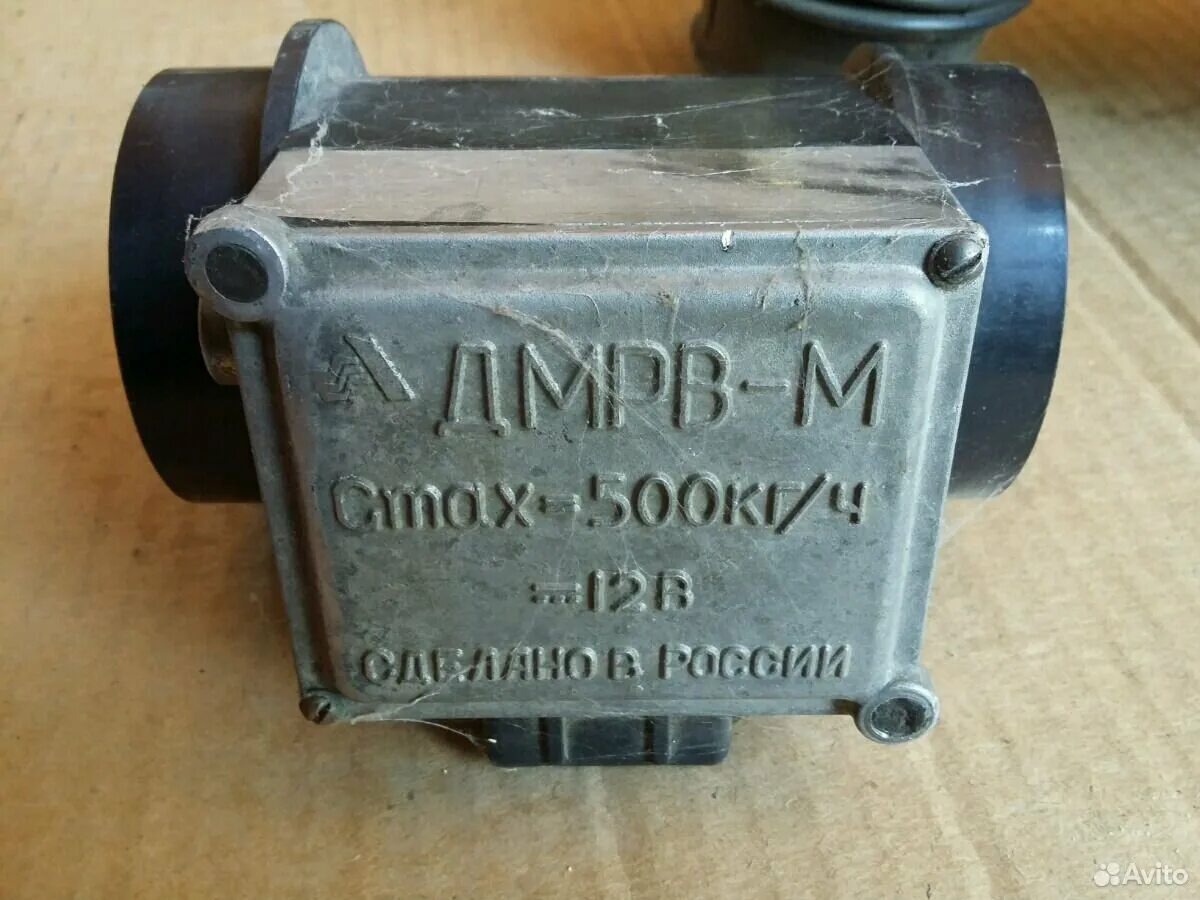 ДМРВ-М
Gmax=500кг/ч
=12В
СДЕЛАНО В РОССИИ
Avito